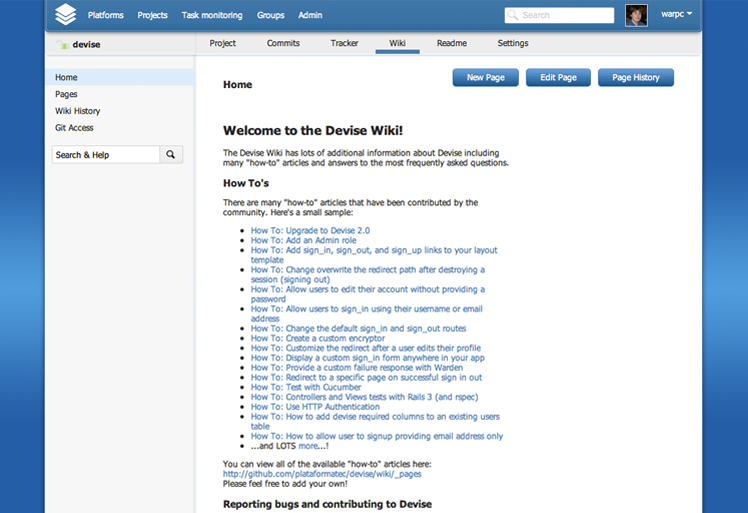 Platforms Projects Task monitoring Groups Admin Search warpc
devise Project Commits Tracker Wiki Readme Settings
Home
Pages
Wiki History
Git Access
Search & Help
Home New Page Edit Page Page History
Welcome to the Devise Wiki!
The Devise Wiki has lots of additional information about Devise including
many "how-to" articles and answers to the most frequently asked questions.
How To's
There are many "how-to" articles that have been contributed by the
community. Here's a small sample:
How To: Upgrade to Devise 2.0
How To: Add an Admin role
How To: Add sign_in, sign_out, and sign_up links to your layout
template
How To: Change overwrite the redirect path after destroying a
session (signing out)
How To: Allow users to edit their account without providing a
password
How To: Allow users to sign_in using their username or email
address
How To: Change the default sign_in and sign_out routes
How To: Create a custom encryptor
How To: Customize the redirect after a user edits their profile
How To: Display a custom sign_in form anywhere in your app
How To: Provide a custom failure response with Warden
How To: Redirect to a specific page on successful sign in out
How To: Test with Cucumber
How To: Controllers and Views tests with Rails 3 (and rspec)
How To: Use HTTP Authentication
How To: How to add devise required columns to an existing users
table
How To: How to allow user to signup providing email address only
...and LOTS more...!
You can view all of the available "how-to" articles here:
http://github.com/plataformatec/devise/wiki/_pages
Please feel free to add your own!
Reporting bugs and contributing to Devise